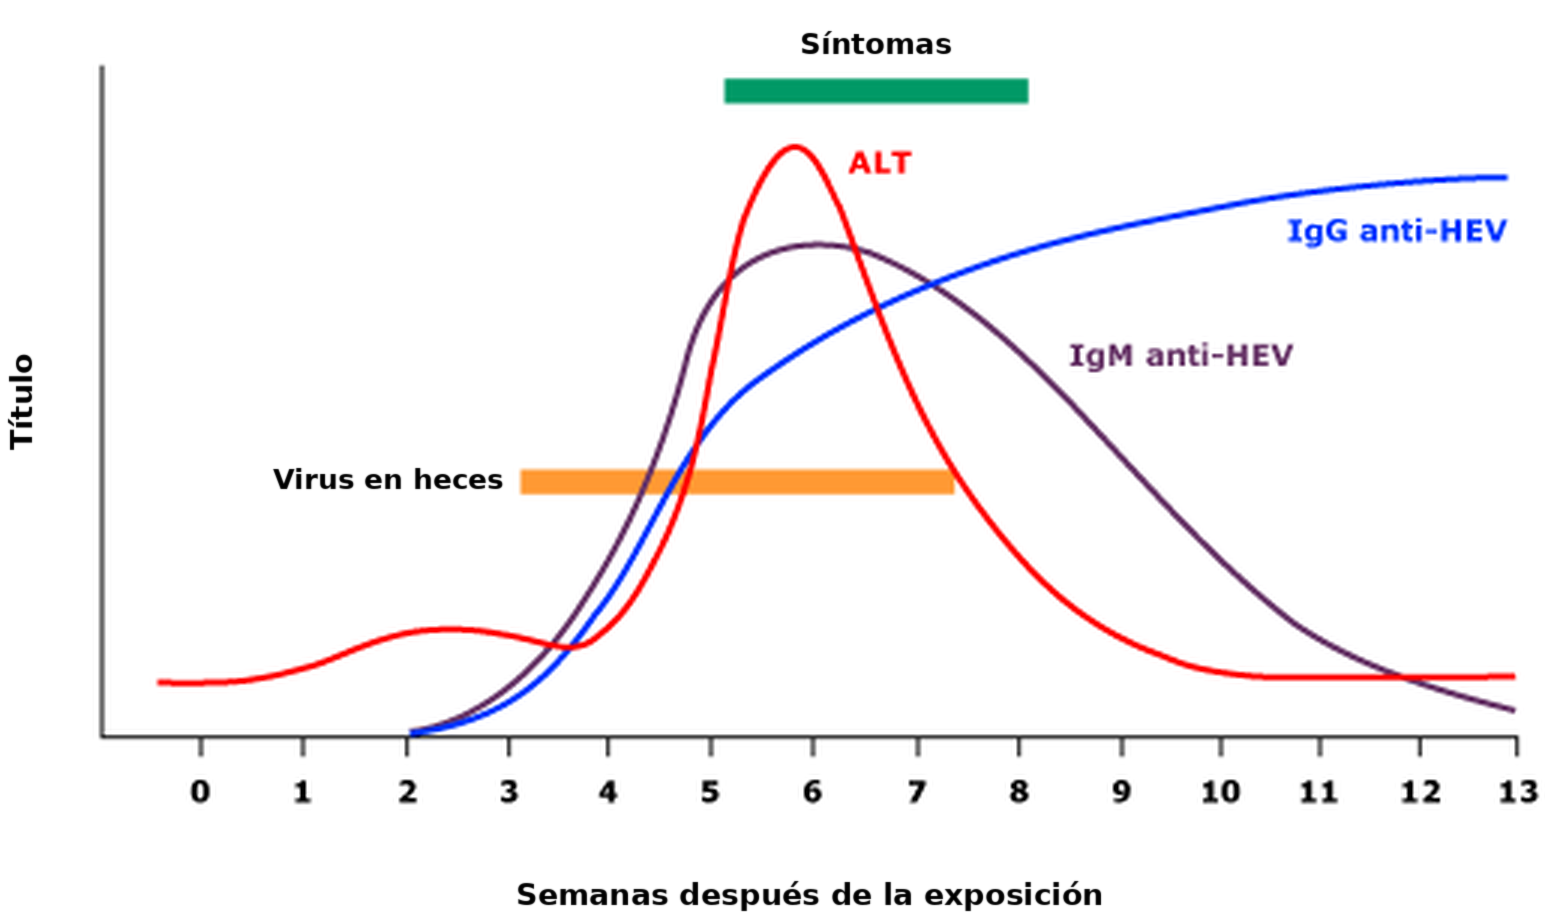 Síntomas
ALT
IgG anti-HEV
IgM anti-HEV
Título
Virus en heces
0 1 2 3 4 5 6 7 8 9 10 11 12 13
Semanas después de la exposición